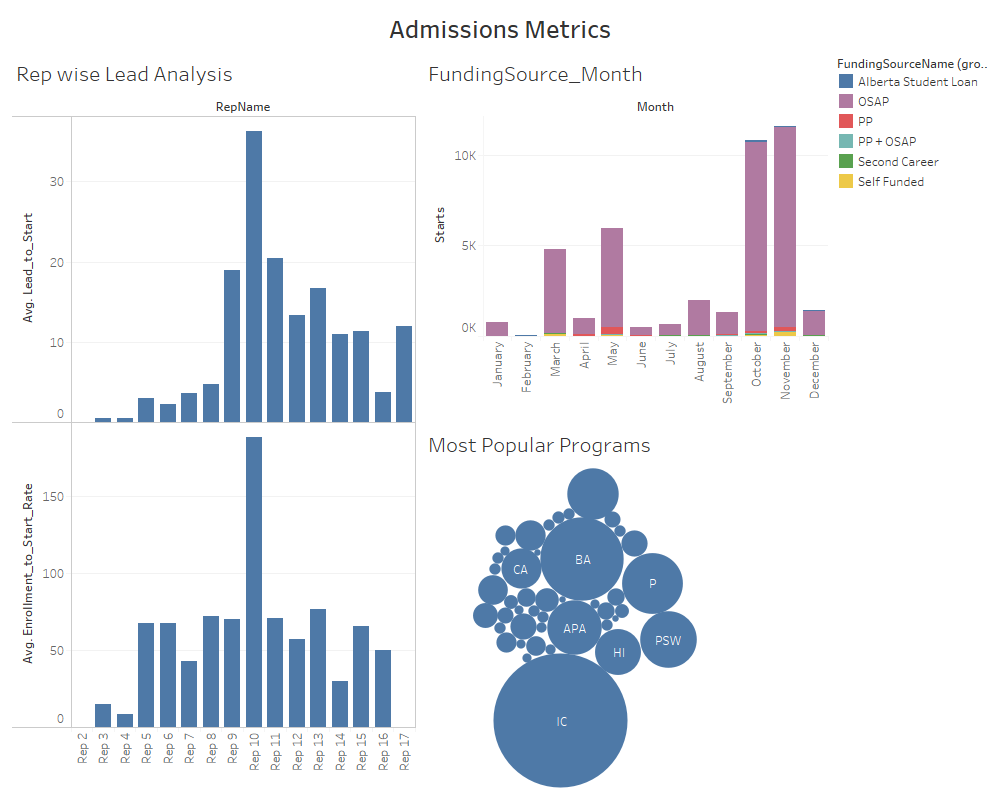 Admissions Metrics
Rep wise Lead Analysis
RepName
Avg. Lead_to_Start
30
20
10
0
Avg. Enrollment_to_Start_Rate
150
100
50
0
Rep 2
Rep 3
Rep 4
Rep 5
Rep 6
Rep 7
Rep 8
Rep 9
Rep 10
Rep 11
Rep 12
Rep 13
Rep 14
Rep 15
Rep 16
Rep 17
FundingSource_Month
Month
Starts
10K
5K
0K
January
February
March
April
May
June
July
August
September
October
November
December
FundingSourceName (gro..
Alberta Student Loan
OSAP
PP
PP + OSAP
Second Career
Self Funded
Most Popular Programs
BA
CA
P
APA
PSW
HI
IC